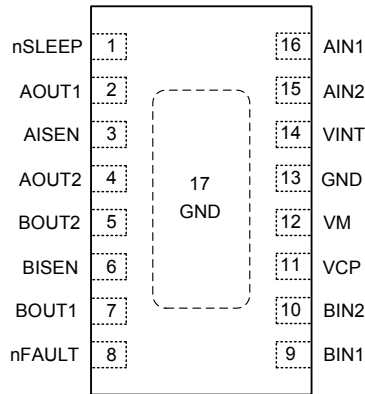 nSLEEP 1 16 AIN1
AOUT1 2 15 AIN2
AISEN 3 14 VINT
AOUT2 4 17 13 GND
GND
BOUT2 5 12 VM
BISEN 6 11 VCP
BOUT1 7 10 BIN2
nFAULT 8 9 BIN1